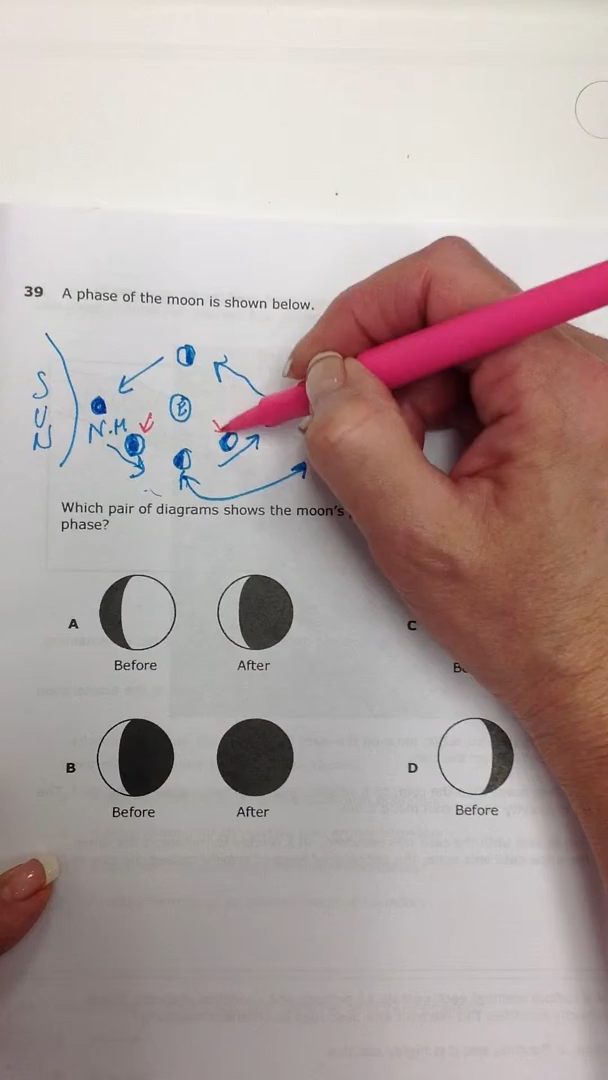 39 A phase of the moon is shown below.
SUN
E
N.M
Which pair of diagrams shows the moon's
phase?
A
Before
After
C
B
Before
After
D
Before